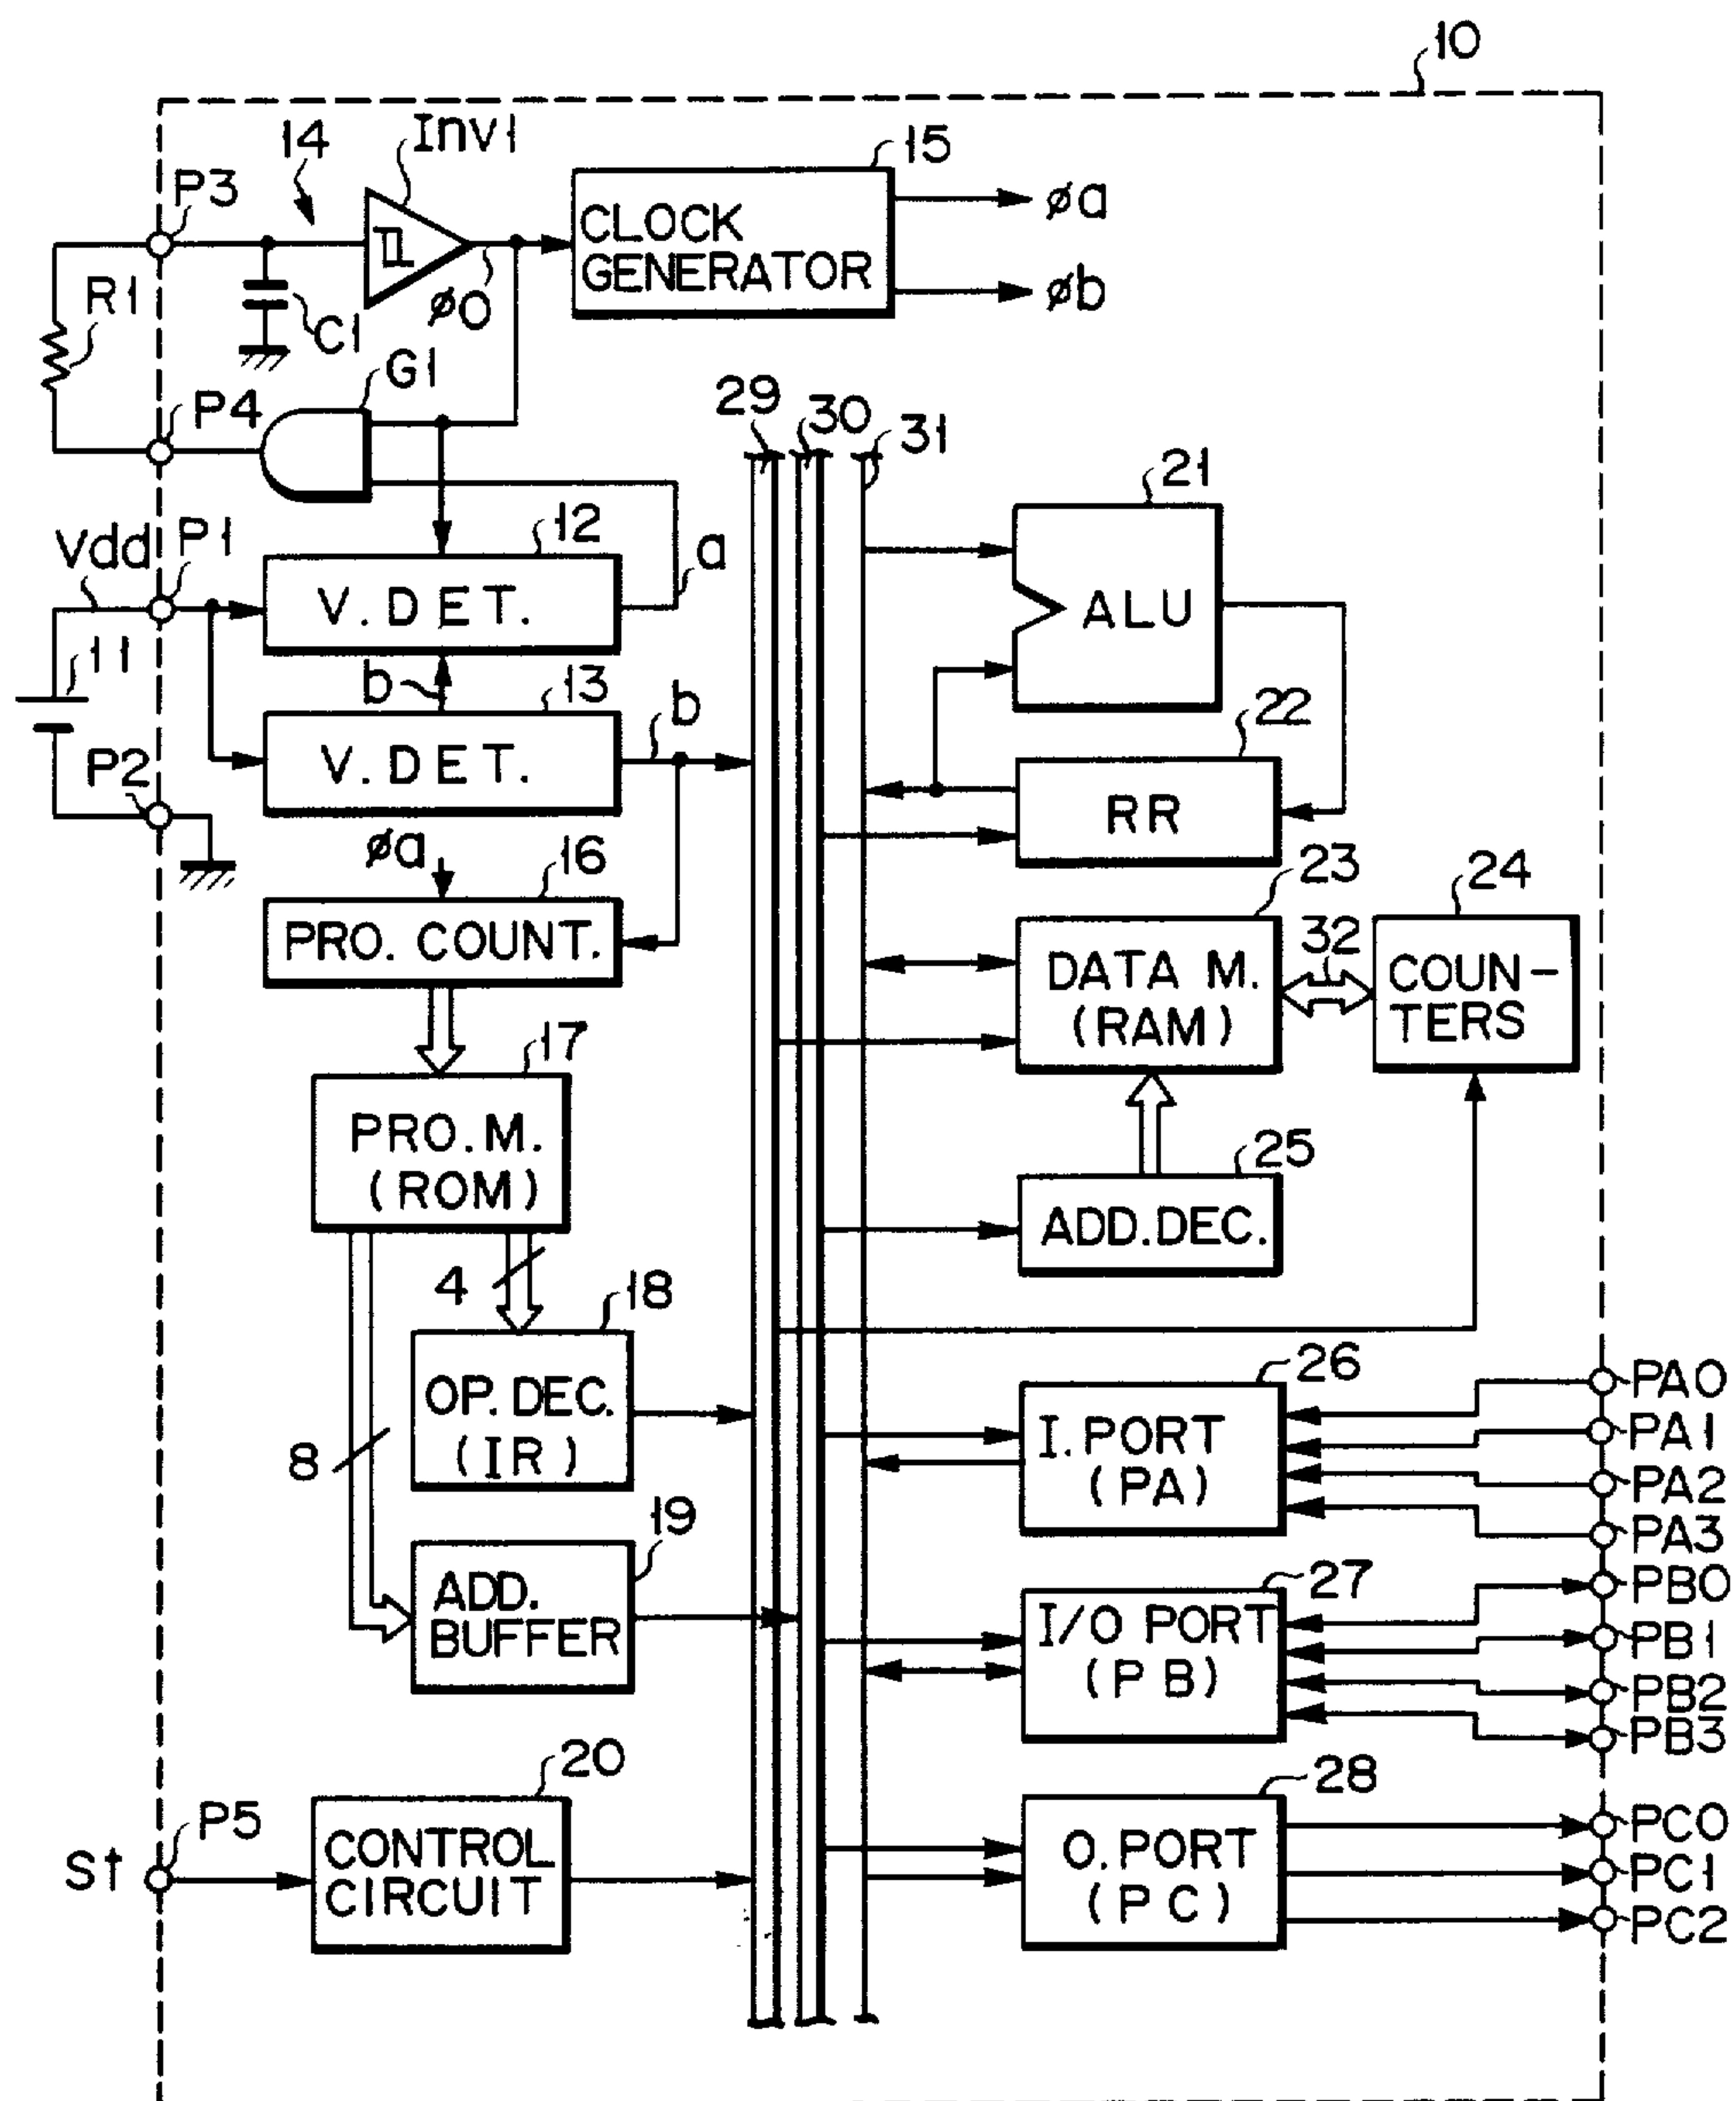 10
Inv1
14
15
P3
CLOCK
GENERATOR
øa
øb
R1
C1
øO
G1
P4
29
30
31
21
Vdd
P1
12
a
V. DET.
ALU
11
b
13
b
V. DET.
22
P2
RR
øa
16
23
24
PRO. COUNT.
DATA M.
(RAM)
32
COUN-
TERS
17
PRO. M.
(ROM)
25
ADD. DEC.
4
18
OP. DEC.
(IR)
8
26
I. PORT
(PA)
PA0
PA1
PA2
PA3
19
ADD.
BUFFER
27
I/O PORT
(PB)
PB0
PB1
PB2
PB3
20
28
P5
St
CONTROL
CIRCUIT
O. PORT
(PC)
PC0
PC1
PC2